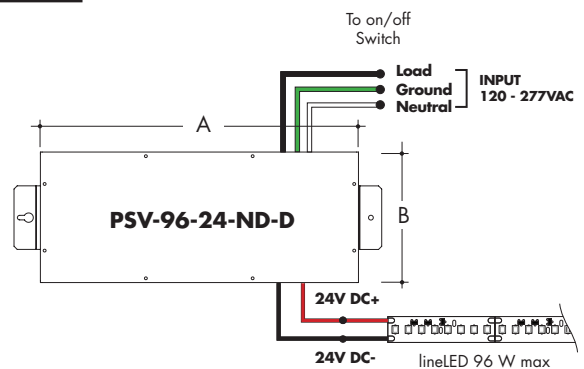 To on/off
Switch
Load
Ground
Neutral
INPUT
120 - 277VAC
A
B
PSV-96-24-ND-D
24V DC+
24V DC-
lineLED 96 W max